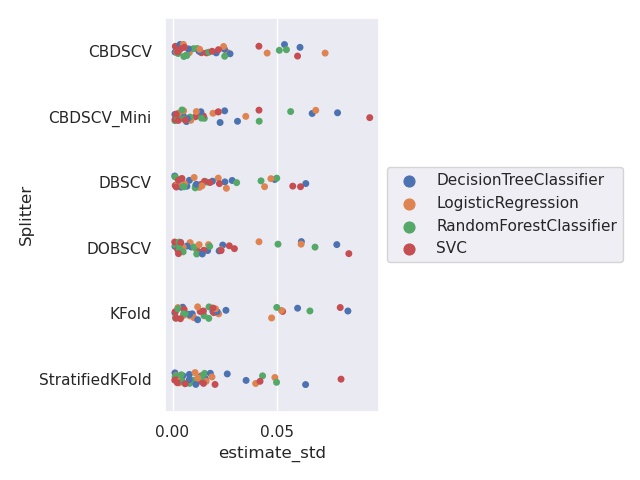 CBDSCV
CBDSCV_Mini
DBSCV
DOBSCV
KFold
StratifiedKFold
Splitter
0.00 0.05
estimate_std
DecisionTreeClassifier
LogisticRegression
RandomForestClassifier
SVC